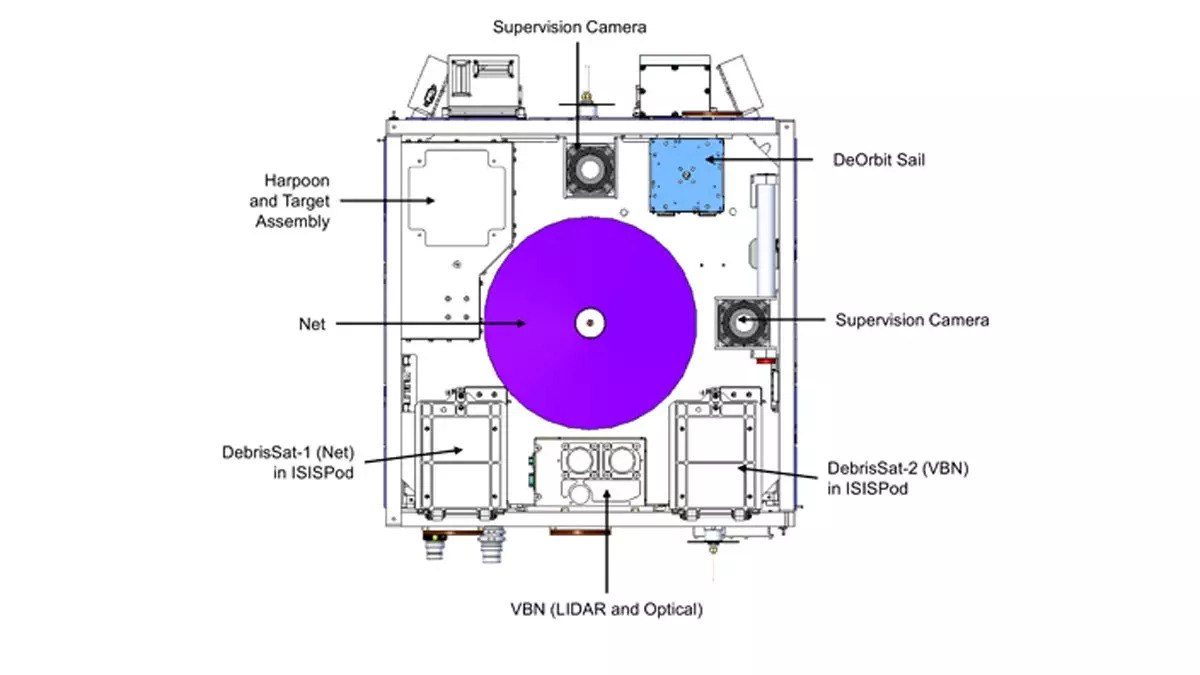 Supervision Camera
DeOrbit Sail
Harpoon
and Target
Assembly
Net
Supervision Camera
DebrisSat-1 (Net)
in ISISPod
DebrisSat-2 (VBN)
in ISISPod
VBN (LIDAR and Optical)